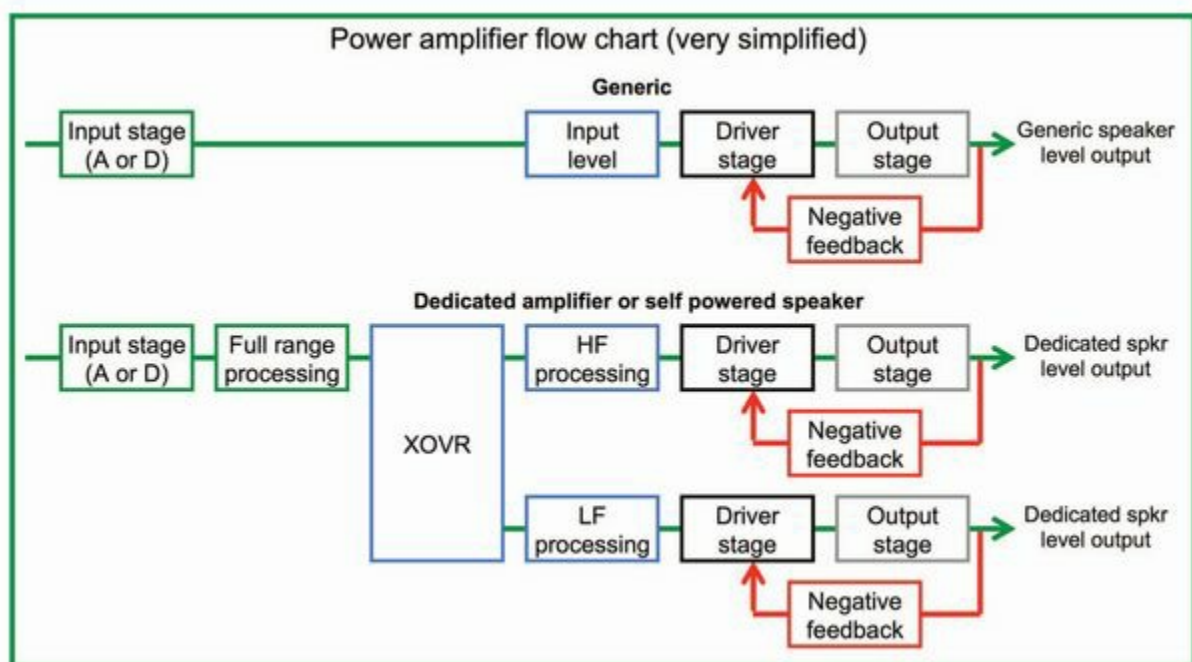 Power amplifier flow chart (very simplified)
Generic
Input stage
(A or D)
Input
level
Driver
stage
Output
stage
Generic speaker
level output
Negative
feedback
Dedicated amplifier or self powered speaker
Input stage
(A or D)
Full range
processing
XOVR
HF
processing
Driver
stage
Output
stage
Dedicated spkr
level output
Negative
feedback
LF
processing
Driver
stage
Output
stage
Dedicated spkr
level output
Negative
feedback